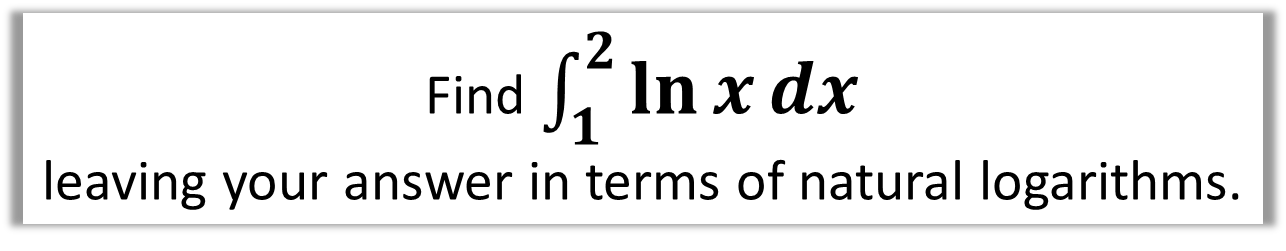 Find ∫₁² ln x dx
leaving your answer in terms of natural logarithms.